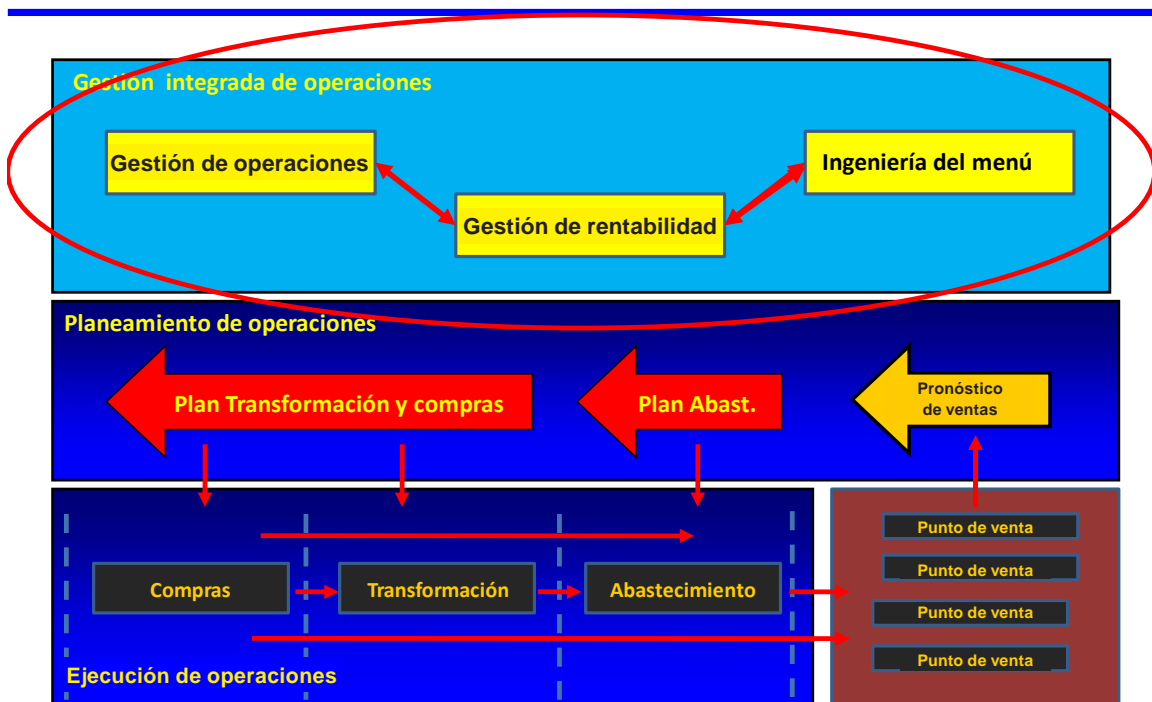 Gestión  integrada de operaciones
Gestión de operaciones
Ingeniería del menú
Gestión de rentabilidad
Planeamiento de operaciones
Plan Transformación y compras
Plan Abast.
Pronóstico
de ventas
Punto de venta
Punto de venta
Compras
Transformación
Abastecimiento
Punto de venta
Punto de venta
Ejecución de operaciones